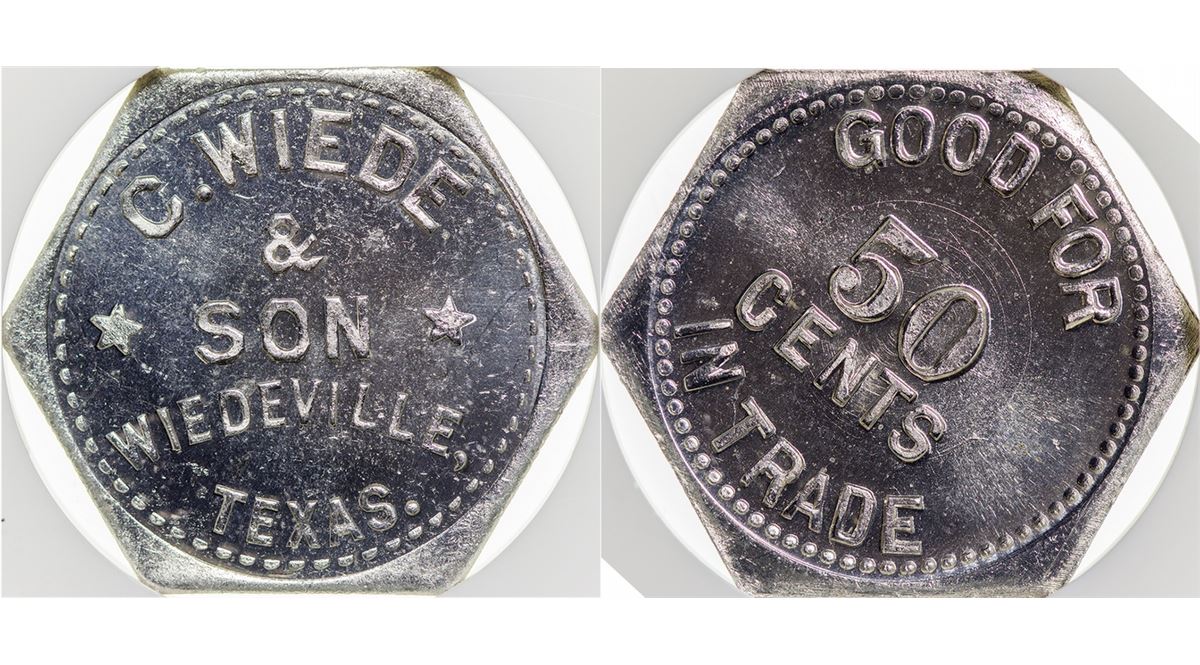 C. WIEDE
&
SON
WIEDEVILLE,
TEXAS.
GOOD FOR
50
CENTS
IN TRADE